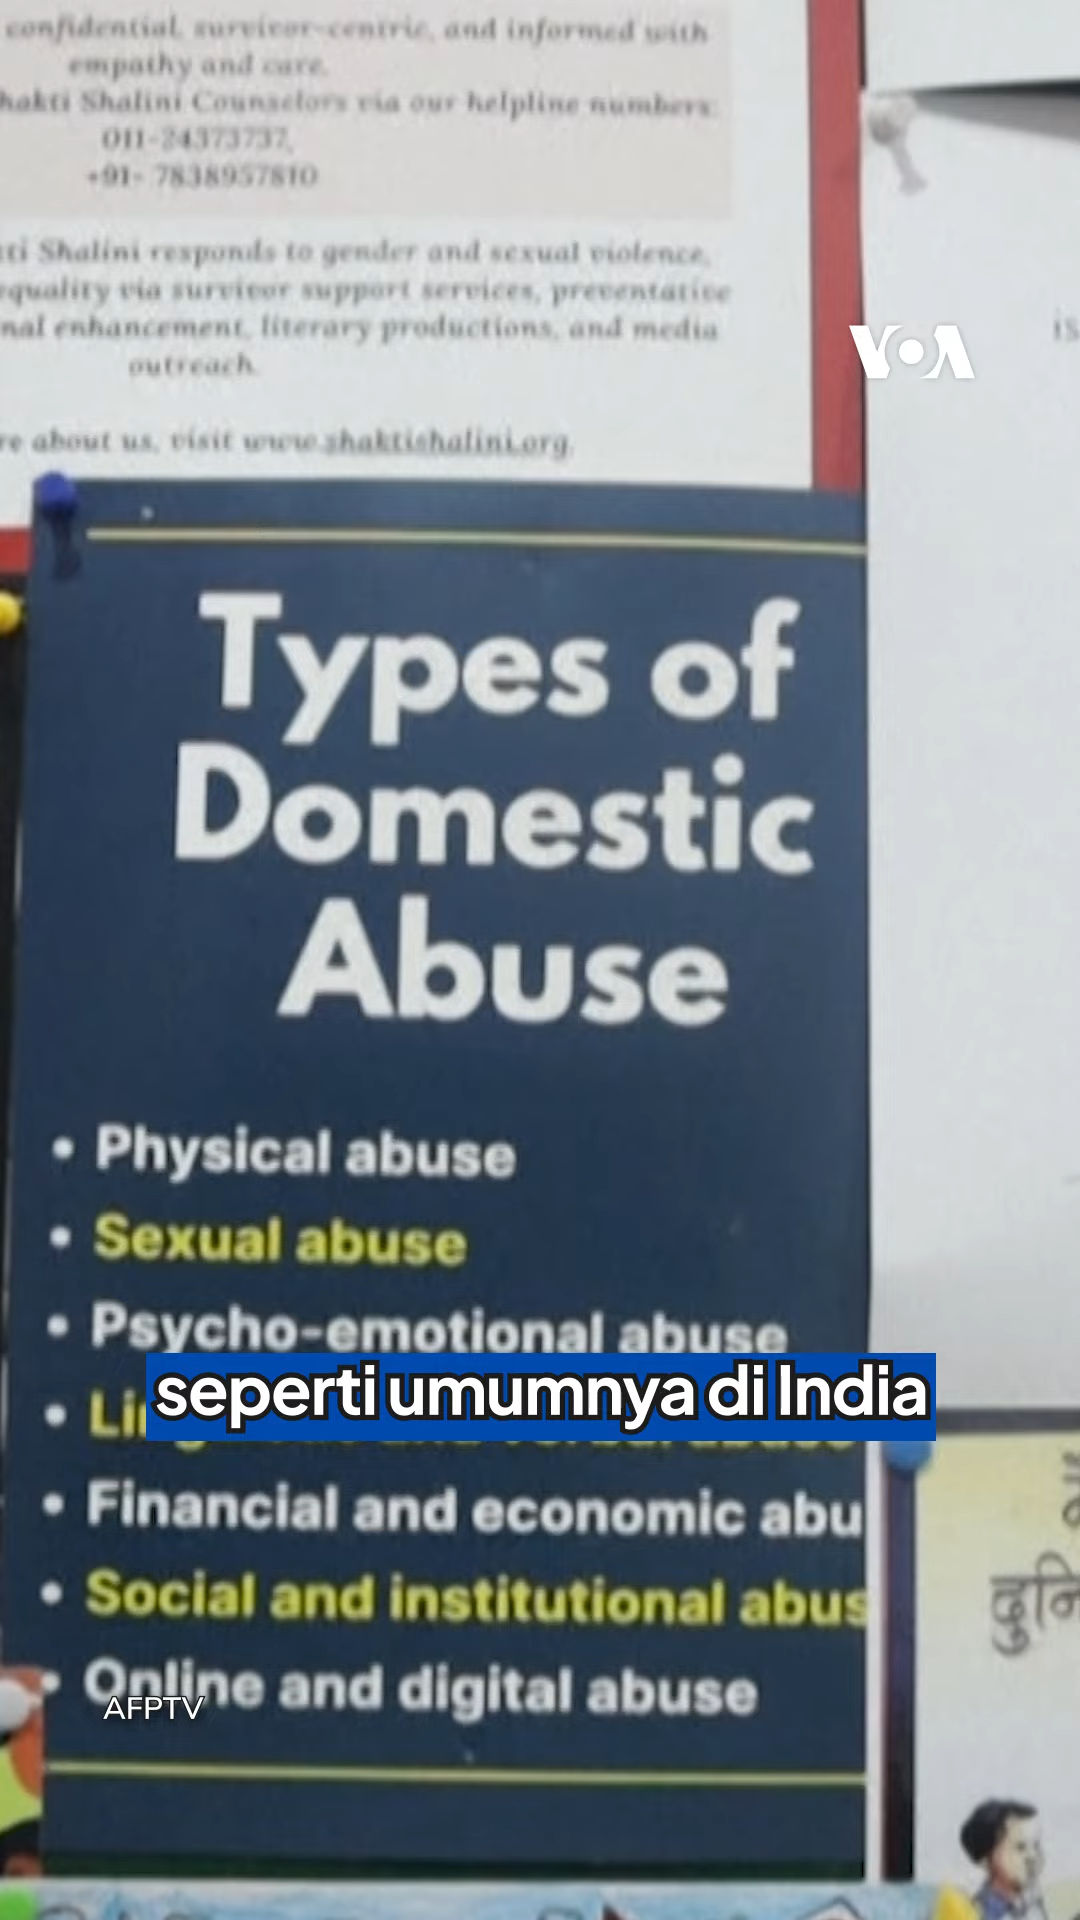 confidential, survivor-centric, and informed with
empathy and care.
hakti Shalini Counselors via our helpline numbers:
011-24373737,
+91- 7838957810
ti Shalini responds to gender and sexual violence,
equality via survivor support services, preventative
nal enhancement, literary productions, and media
outreach.
re about us, visit www.shaktishalini.org.
VOA
is
Types of
Domestic
Abuse
• Physical abuse
• Sexual abuse
• Psycho-emotional abuse
seperti umumnya di India
• Financial and economic abu
• Social and institutional abus
• Online and digital abuse
AFPTV